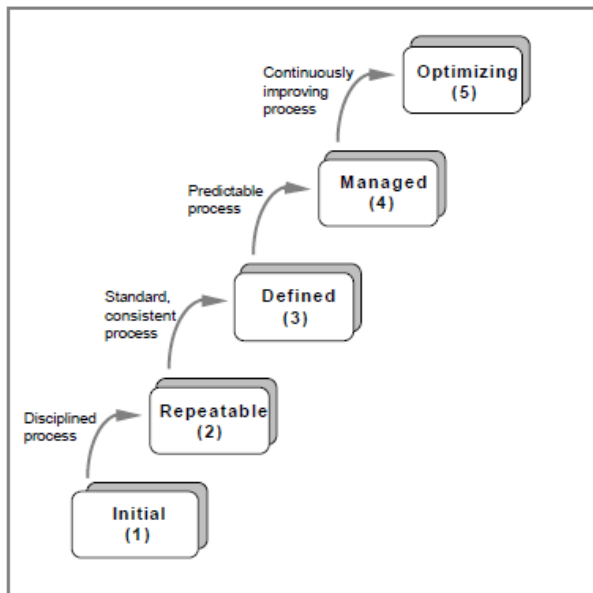 Continuously
improving
process
Optimizing
(5)
Predictable
process
Managed
(4)
Standard,
consistent
process
Defined
(3)
Disciplined
process
Repeatable
(2)
Initial
(1)